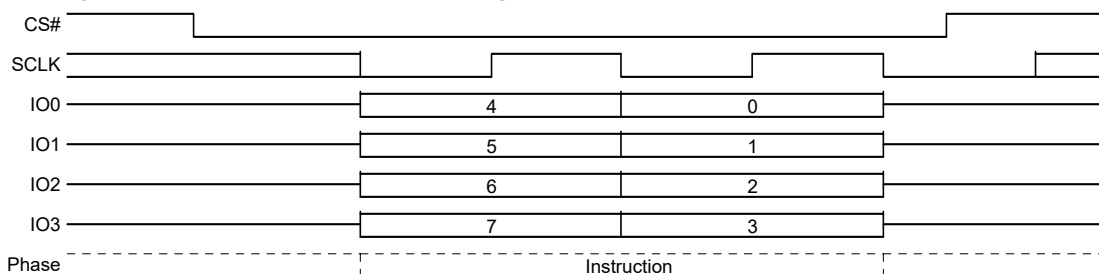 CS#
SCLK
IO0 4 0
IO1 5 1
IO2 6 2
IO3 7 3
Phase Instruction